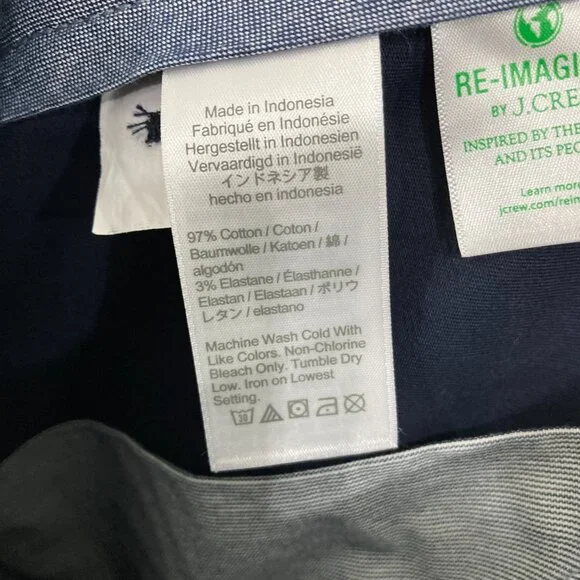 Made in Indonesia
Fabriqué en Indonésie
Hergestellt in Indonesien
Vervaardigd in Indonesië
インドネシア製
hecho en indonesia
97% Cotton / Coton /
Baumwolle / Katoen / 綿 /
algodón
3% Elastane / Élasthanne /
Elastan / Elastaan / ポリウ
レタン / elastano
Machine Wash Cold With
Like Colors. Non-Chlorine
Bleach Only. Tumble Dry
Low. Iron on Lowest
Setting.
30
RE-IMAGI
BY J.CRE
INSPIRED BY THE
AND ITS PEO
Learn more
jcrew.com/reim